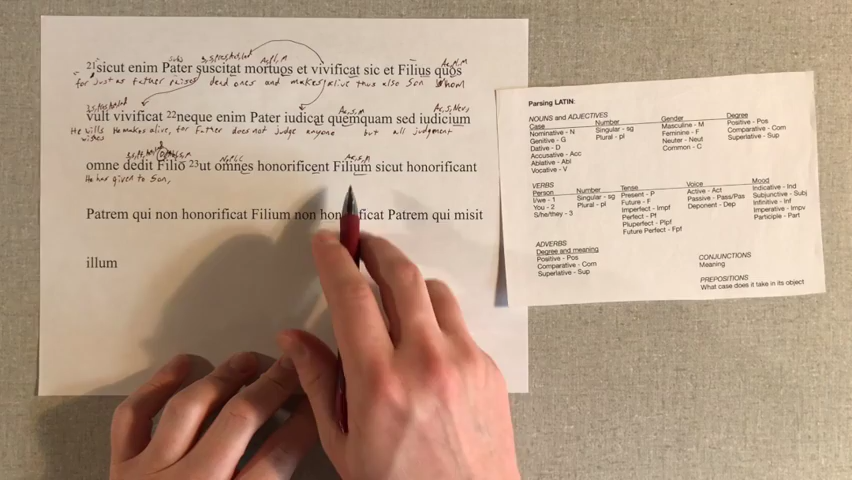 21sicut enim Pater suscitat mortuos et vivificat sic et Filius quos
for just as Father raises dead ones and makes alive thus also Son whom
vult vivificat 22neque enim Pater iudicat quemquam sed iudicium
He wills He makes alive, for Father does not judge anyone but all judgement
wishes
omne dedit Filio 23ut omnes honorificent Filium sicut honorificant
He has given to Son,
Patrem qui non honorificat Filium non honorificat Patrem qui misit
illum
Parsing LATIN:
NOUNS and ADJECTIVES
Case Number Gender Degree
Nominative - N Singular - sg Masculine - M Positive - Pos
Genitive - G Plural - pl Feminine - F Comparative - Com
Dative - D Neuter - Neut Superlative - Sup
Accusative - Acc Common - C
Ablative - Abl
Vocative - V
VERBS
Person Number Tense Voice Mood
I/we - 1 Singular - sg Present - P Active - Act Indicative - Ind
You - 2 Plural - pl Future - F Passive - Pass/Pas Subjunctive - Subj
S/he/they - 3 Imperfect - Impf Deponent - Dep Infinitive - Inf
Perfect - Pf Imperative - Impv
Pluperfect - Plpf Participle - Part
Future Perfect - Fpf
ADVERBS
Degree and meaning
Positive - Pos
Comparative - Com
Superlative - Sup
CONJUNCTIONS
Meaning
PREPOSITIONS
What case does it take in its object